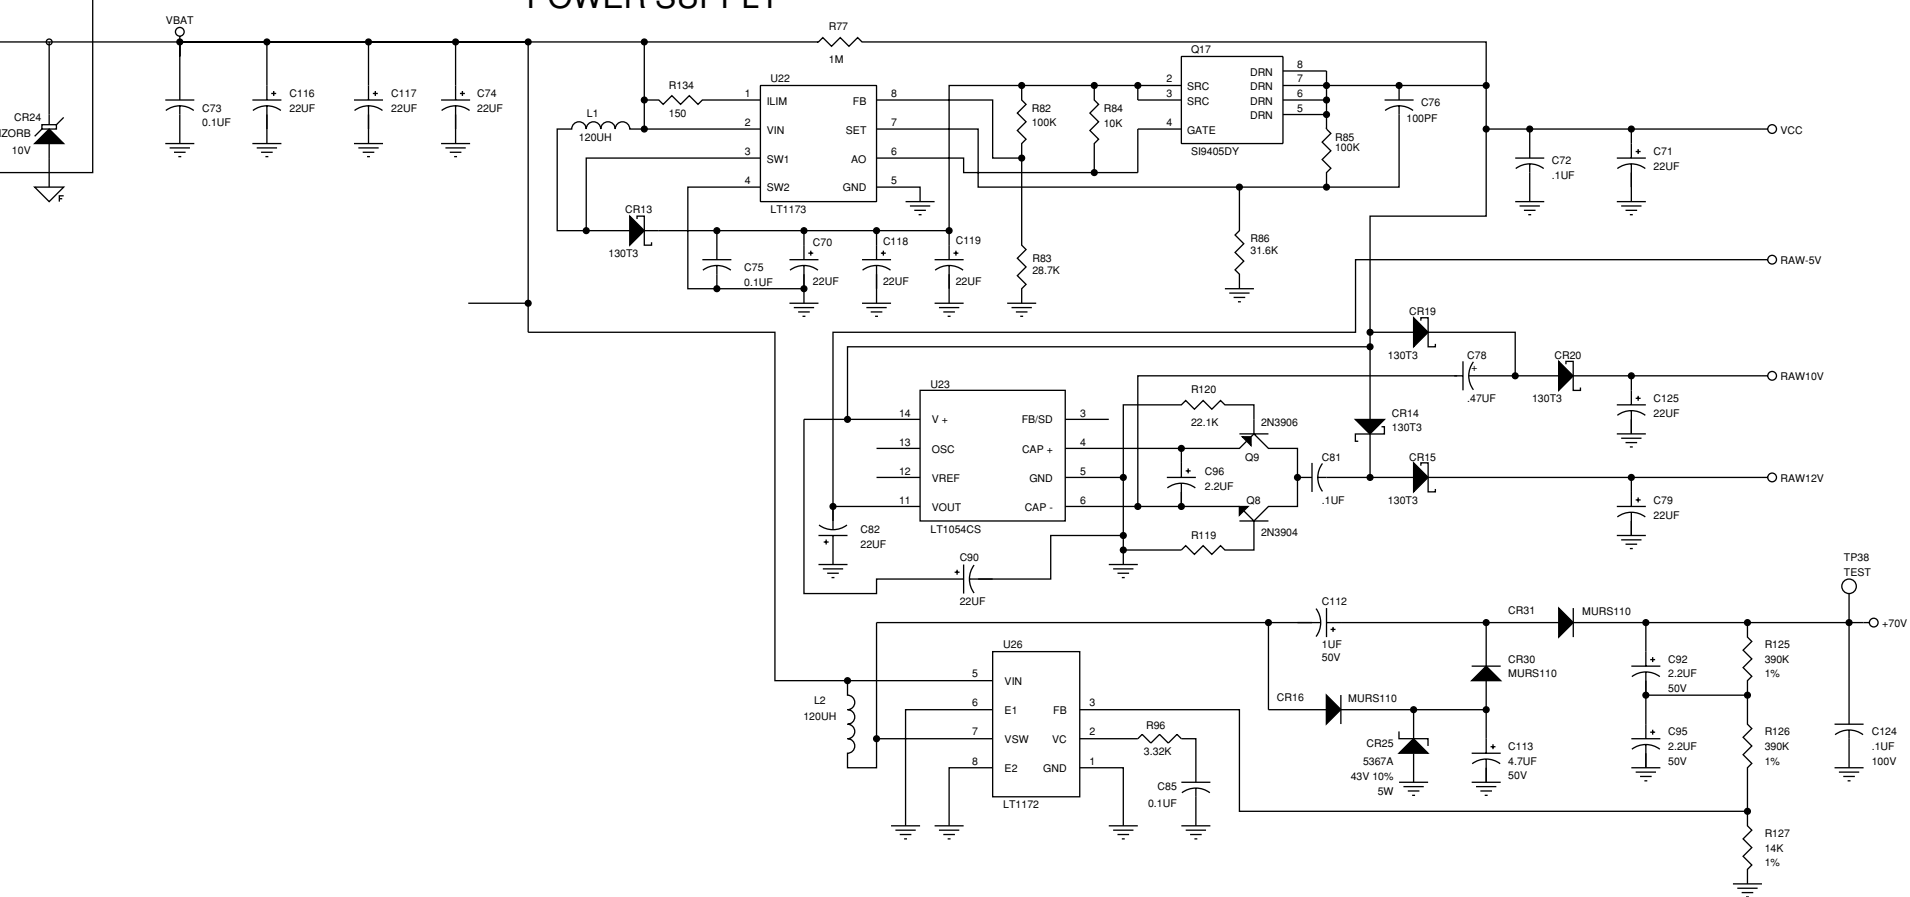 POWER SUPPLY
VBAT
CR24
ZORB
10V
F
C73
0.1UF
+
C116
22UF
+
C117
22UF
+
C74
22UF
R77
1M
L1
120UH
R134
150
U22
1 ILIM
2 VIN
3 SW1
4 SW2
FB 8
SET 7
AO 6
GND 5
LT1173
CR13
130T3
C75
0.1UF
+
C70
22UF
+
C118
22UF
+
C119
22UF
R82
100K
R84
10K
R83
28.7K
Q17
2 SRC
3 SRC
4 GATE
DRN 8
DRN 7
DRN 6
DRN 5
SI9405DY
R85
100K
C76
100PF
R86
31.6K
C72
.1UF
+
C71
22UF
VCC
RAW-5V
CR19
130T3
C78
+
.47UF
CR20
130T3
RAW10V
+
C125
22UF
U23
14 V +
13 OSC
12 VREF
11 VOUT
FB/SD 3
CAP + 4
GND 5
CAP - 6
LT1054CS
R120
22.1K
2N3906
Q9
+
C96
2.2UF
Q8
2N3904
R119
C81
.1UF
CR14
130T3
CR15
130T3
RAW12V
+
C79
22UF
+
C82
22UF
C90
+
22UF
TP38
TEST
+70V
C112
+
1UF
50V
CR31
MURS110
CR30
MURS110
CR16
MURS110
CR25
5367A
43V 10%
5W
+
C113
4.7UF
50V
+
C92
2.2UF
50V
+
C95
2.2UF
50V
R125
390K
1%
R126
390K
1%
R127
14K
1%
C124
.1UF
100V
U26
5 VIN
6 E1
7 VSW
8 E2
FB 3
VC 2
GND 1
LT1172
L2
120UH
R96
3.32K
C85
0.1UF